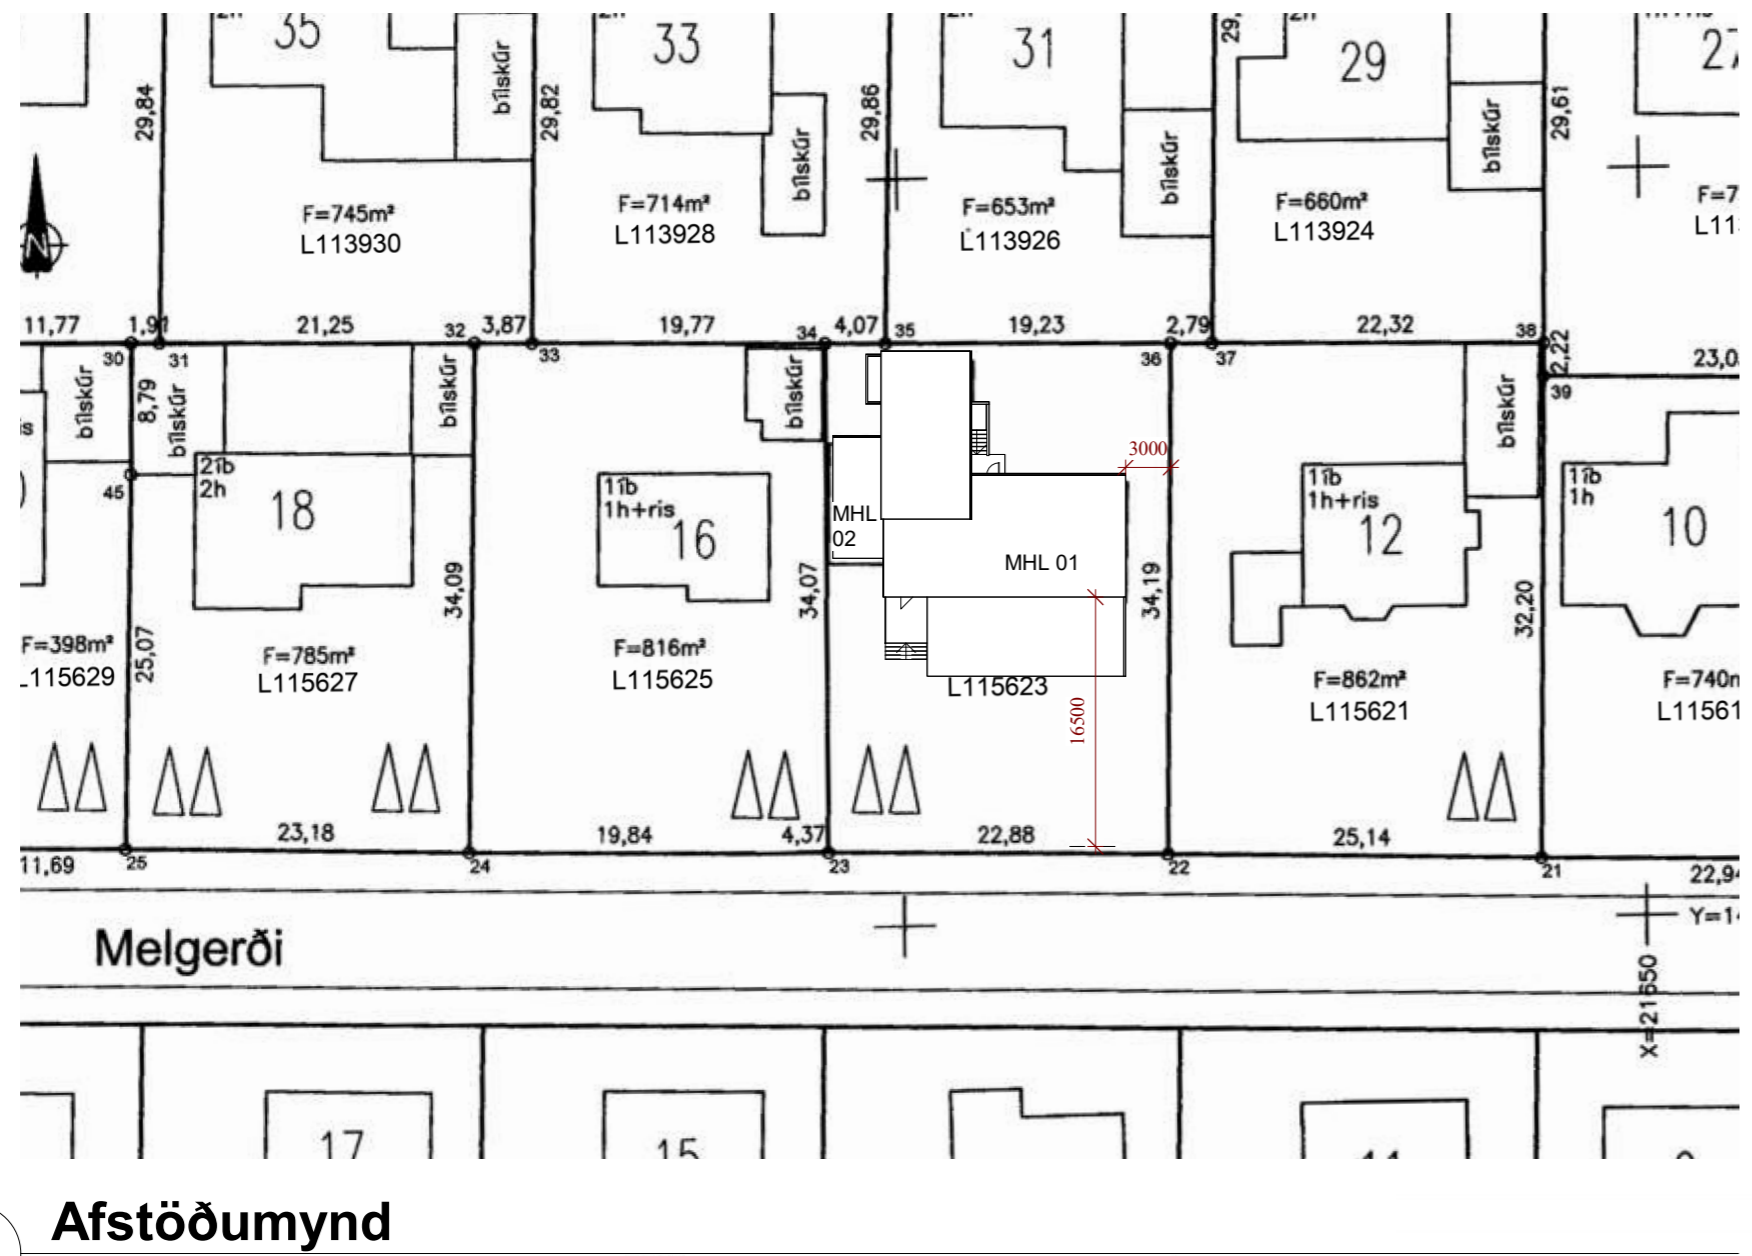 35
bílskúr
33
bílskúr
31
bílskúr
29
bílskúr
29,84
29,82
29,86
29,61
F=745m²
L113930
F=714m²
L113928
F=653m²
L113926
F=660m²
L113924
N
11,77
1,91
21,25
32
3,87
19,77
34
4,07
35
19,23
2,79
22,32
38
30
31
33
36
37
2,22
23,0
39
bílskúr
8,79
bílskúr
bílskúr
bílskúr
bílskúr
45
2íb
2h
18
1íb
1h+ris
16
MHL
02
MHL 01
3000
1íb
1h+ris
12
1íb
1h
10
25,07
34,09
34,07
34,19
32,20
F=398m²
L115629
F=785m²
L115627
F=816m²
L115625
L115623
F=862m²
L115621
F=740m
L11561
16500
23,18
19,84
4,37
22,88
25,14
11,69
25
24
23
22
21
22,94
Melgerði
Y=14
X=21650
17
15
11
Afstöðumynd